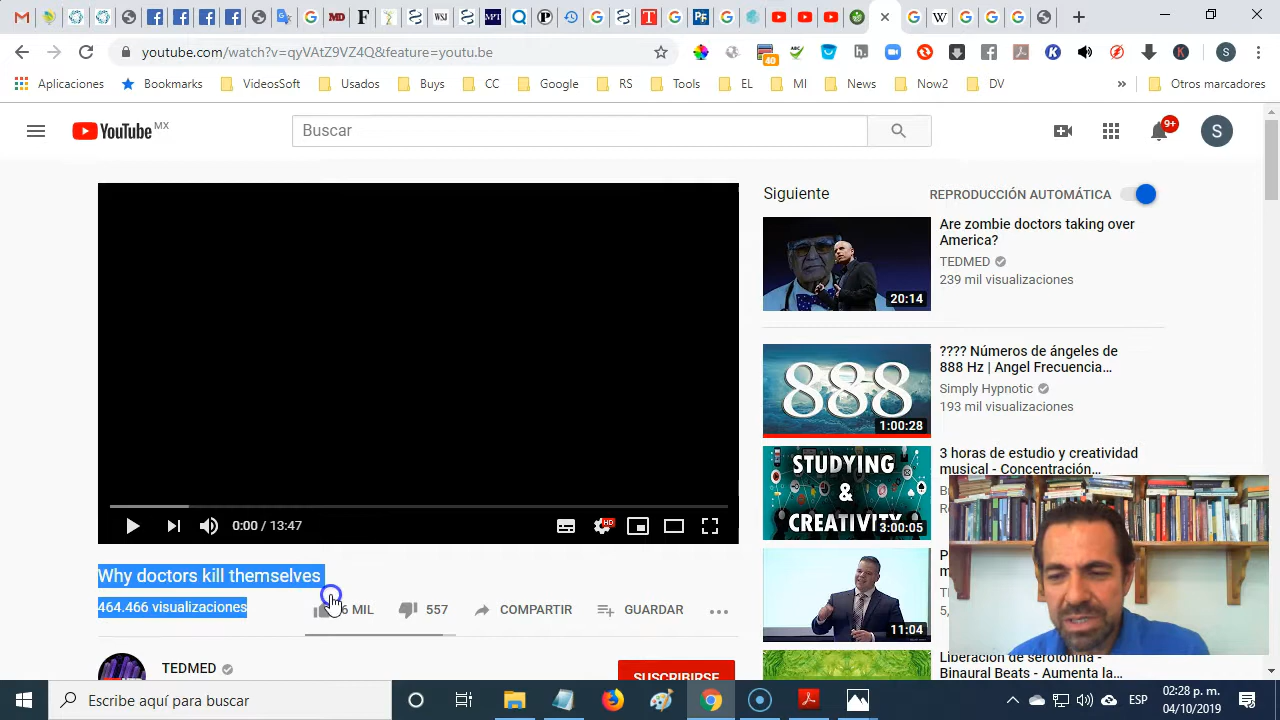 youtube.com/watch?v=qyVAtZ9VZ4Q&feature=youtu.be
40
Aplicaciones
Bookmarks
VideosSoft
Usados
Buys
CC
Google
RS
Tools
EL
MI
News
Now2
DV
»
Otros marcadores
YouTube MX
Buscar
9+
S
Siguiente
REPRODUCCIÓN AUTOMÁTICA
Are zombie doctors taking over
America?
TEDMED
239 mil visualizaciones
20:14
???? Números de ángeles de
888 Hz | Angel Frecuencia…
Simply Hypnotic
193 mil visualizaciones
888
1:00:28
3 horas de estudio y creatividad
musical - Concentración…
STUDYING
&
CREATIVITY
3:00:05
11:04
Liberación de serotonina -
Binaural Beats - Aumenta la…
0:00 / 13:47
HD
Why doctors kill themselves
464.466 visualizaciones
6 MIL
557
COMPARTIR
GUARDAR
TEDMED
SUSCRIBIRSE
Escribe aquí para buscar
ESP
02:28 p. m.
04/10/2019